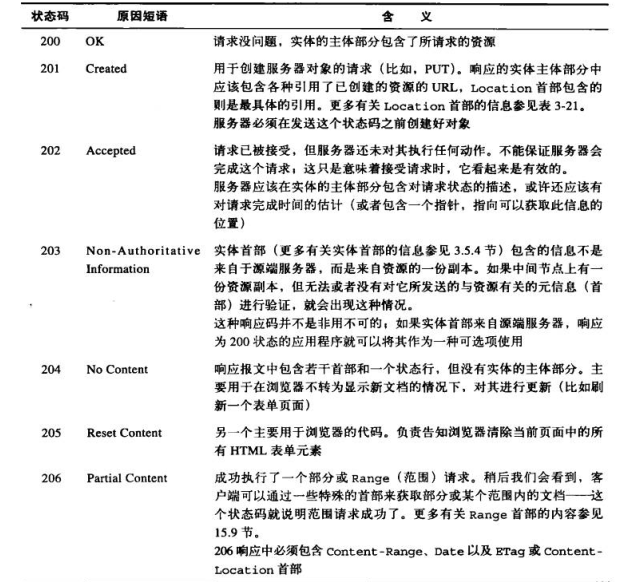 状态码 原因短语 含 义
200 OK 请求没问题，实体的主体部分包含了所请求的资源
201 Created 用于创建服务器对象的请求（比如，PUT）。响应的实体主体部分中
应该包含各种引用了已创建的资源的 URL，Location 首部包含的
则是最具体的引用。更多有关 Location 首部的信息参见表 3-21。
服务器必须在发送这个状态码之前创建好对象
202 Accepted 请求已被接受，但服务器还未对其执行任何动作。不能保证服务器会
完成这个请求；这只是意味着接受请求时，它看起来是有效的。
服务器应该在实体的主体部分包含对请求状态的描述，或许还应该有
对请求完成时间的估计（或者包含一个指针，指向可以获取此信息的
位置）
203 Non-Authoritative 实体首部（更多有关实体首部的信息参见 3.5.4 节）包含的信息不是
Information 来自于源端服务器，而是来自资源的一份副本。如果中间节点上有一
份资源副本，但无法或者没有对它所发送的与资源有关的元信息（首
部）进行验证，就会出现这种情况。
这种响应码并不是非用不可的；如果实体首部来自源端服务器，响应
为 200 状态的应用程序就可以将其作为一种可选项使用
204 No Content 响应报文中包含若干首部和一个状态行，但没有实体的主体部分。主
要用于在浏览器不转为显示新文档的情况下，对其进行更新（比如刷
新一个表单页面）
205 Reset Content 另一个主要用于浏览器的代码。负责告知浏览器清除当前页面中的所
有 HTML 表单元素
206 Partial Content 成功执行了一个部分或 Range（范围）请求。稍后我们会看到，客
户端可以通过一些特殊的首部来获取部分或某个范围内的文档——这
个状态码就说明范围请求成功了。更多有关 Range 首部的内容参见
15.9 节。
206 响应中必须包含 Content-Range、Date 以及 ETag 或 Content-
Location 首部